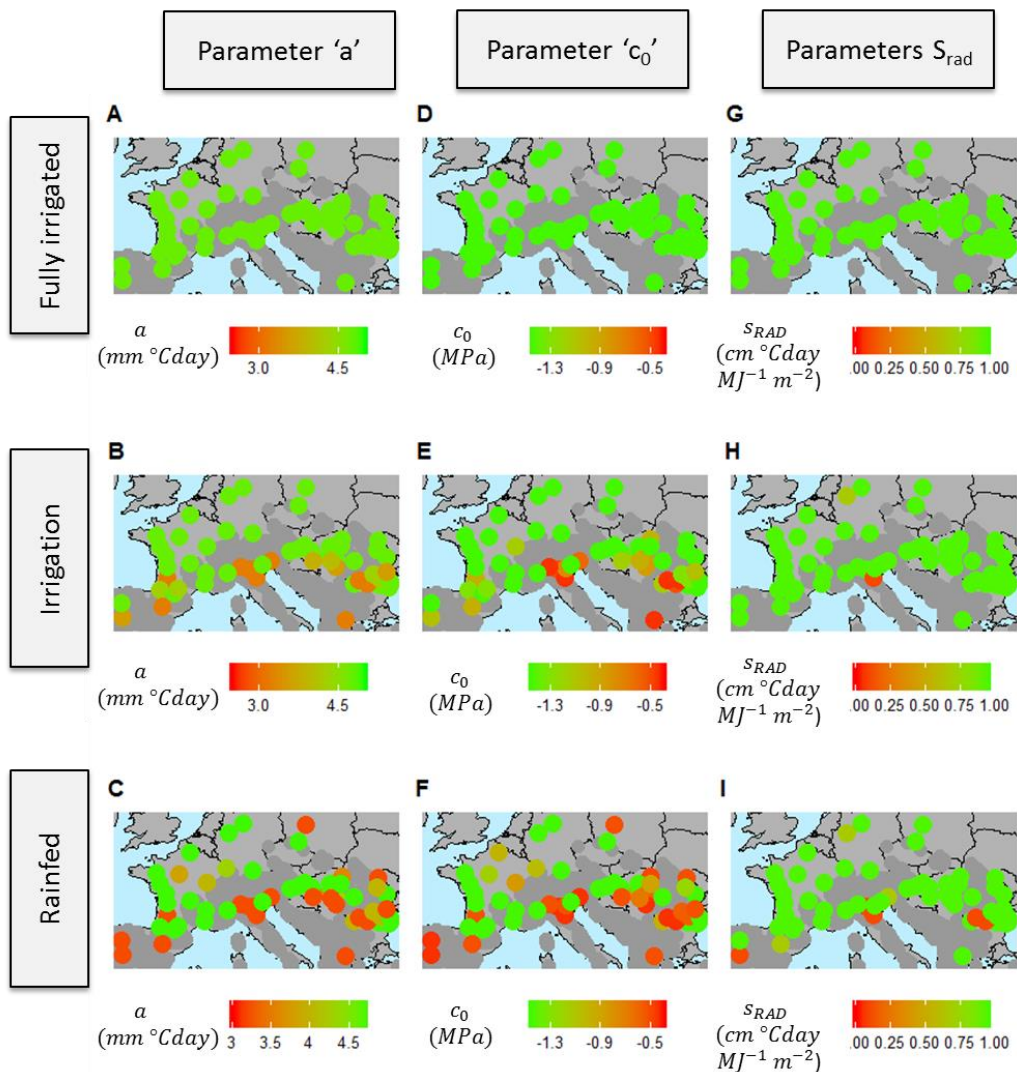 Parameter ‘a’ Parameter ‘c₀’ Parameters S_rad
Fully irrigated
A D G
a
(mm °Cday)
3.0 4.5
c₀
(MPa)
-1.3 -0.9 -0.5
s_RAD
(cm °Cday
MJ⁻¹ m⁻²)
.00 0.25 0.50 0.75 1.00
Irrigation
B E H
a
(mm °Cday)
3.0 4.5
c₀
(MPa)
-1.3 -0.9 -0.5
s_RAD
(cm °Cday
MJ⁻¹ m⁻²)
.00 0.25 0.50 0.75 1.00
Rainfed
C F I
a
(mm °Cday)
3 3.5 4 4.5
c₀
(MPa)
-1.3 -0.9 -0.5
s_RAD
(cm °Cday
MJ⁻¹ m⁻²)
.00 0.25 0.50 0.75 1.00